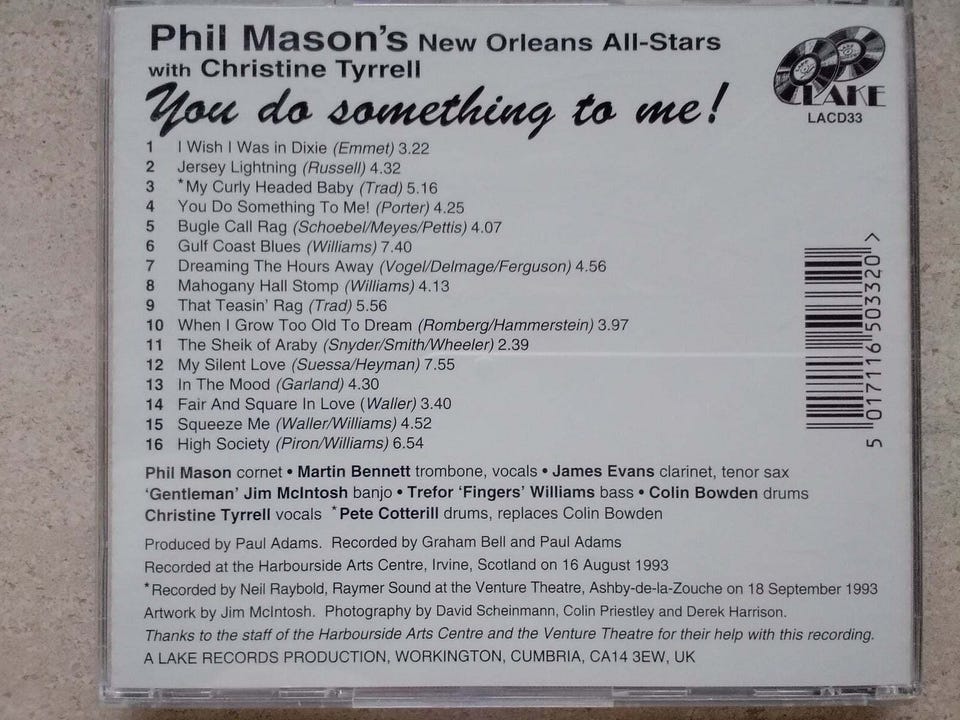 Phil Mason's New Orleans All-Stars
with Christine Tyrrell
You do something to me!
LAKE
LACD33
1 I Wish I Was in Dixie (Emmet) 3.22
2 Jersey Lightning (Russell) 4.32
3 *My Curly Headed Baby (Trad) 5.16
4 You Do Something To Me! (Porter) 4.25
5 Bugle Call Rag (Schoebel/Meyes/Pettis) 4.07
6 Gulf Coast Blues (Williams) 7.40
7 Dreaming The Hours Away (Vogel/Delmage/Ferguson) 4.56
8 Mahogany Hall Stomp (Williams) 4.13
9 That Teasin' Rag (Trad) 5.56
10 When I Grow Too Old To Dream (Romberg/Hammerstein) 3.97
11 The Sheik of Araby (Snyder/Smith/Wheeler) 2.39
12 My Silent Love (Suessa/Heyman) 7.55
13 In The Mood (Garland) 4.30
14 Fair And Square In Love (Waller) 3.40
15 Squeeze Me (Waller/Williams) 4.52
16 High Society (Piron/Williams) 6.54
5 017116 503320 >
Phil Mason cornet • Martin Bennett trombone, vocals • James Evans clarinet, tenor sax
'Gentleman' Jim McIntosh banjo • Trefor 'Fingers' Williams bass • Colin Bowden drums
Christine Tyrrell vocals *Pete Cotterill drums, replaces Colin Bowden
Produced by Paul Adams. Recorded by Graham Bell and Paul Adams
Recorded at the Harbourside Arts Centre, Irvine, Scotland on 16 August 1993
*Recorded by Neil Raybold, Raymer Sound at the Venture Theatre, Ashby-de-la-Zouche on 18 September 1993
Artwork by Jim McIntosh. Photography by David Scheinmann, Colin Priestley and Derek Harrison.
Thanks to the staff of the Harbourside Arts Centre and the Venture Theatre for their help with this recording.
A LAKE RECORDS PRODUCTION, WORKINGTON, CUMBRIA, CA14 3EW, UK